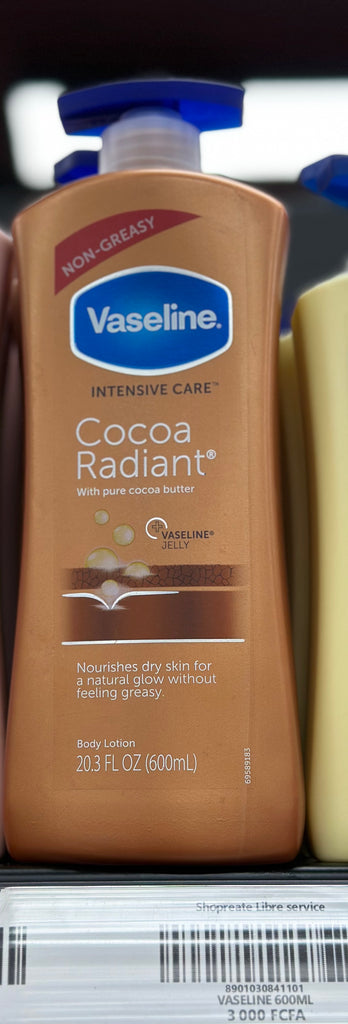 NON-GREASY
Vaseline.
INTENSIVE CARE™
Cocoa
Radiant®
With pure cocoa butter
VASELINE®
JELLY
Nourishes dry skin for
a natural glow without
feeling greasy.
Body Lotion
20.3 FL OZ (600mL)
69589183
Shopreate Libre service
8901030841101
VASELINE 600ML
3 000 FCFA